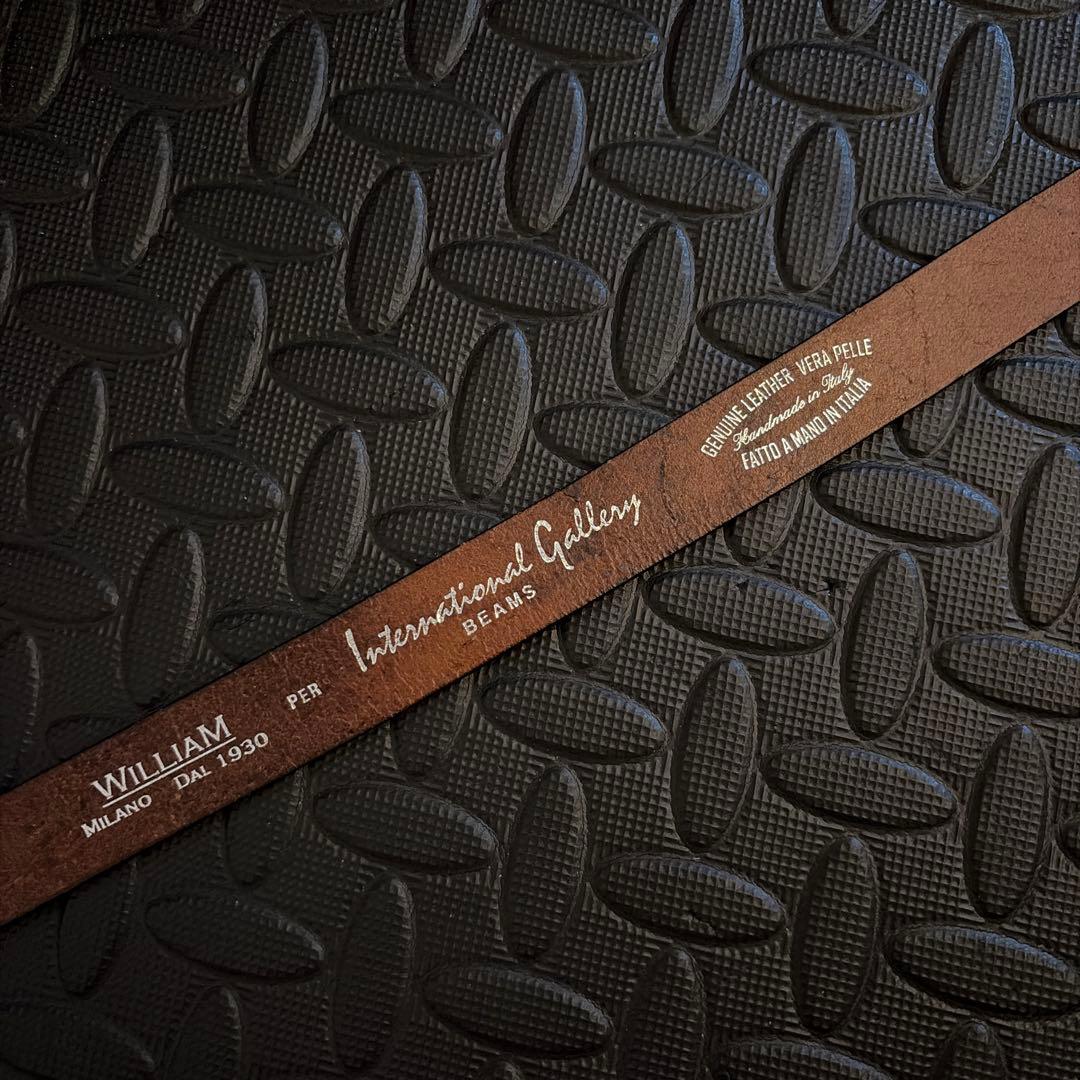 WILLIAM
MILANO DAL 1930
PER
International Gallery
BEAMS
GENUINE LEATHER VERA PELLE
Handmade in Italy
FATTO A MANO IN ITALIA